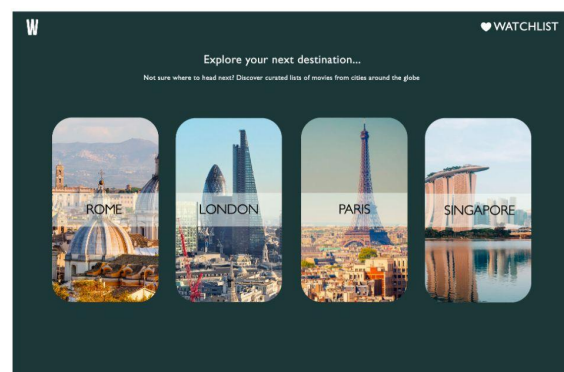 W
WATCHLIST
Explore your next destination...
Not sure where to head next? Discover curated lists of movies from cities around the globe
ROME
LONDON
PARIS
SINGAPORE